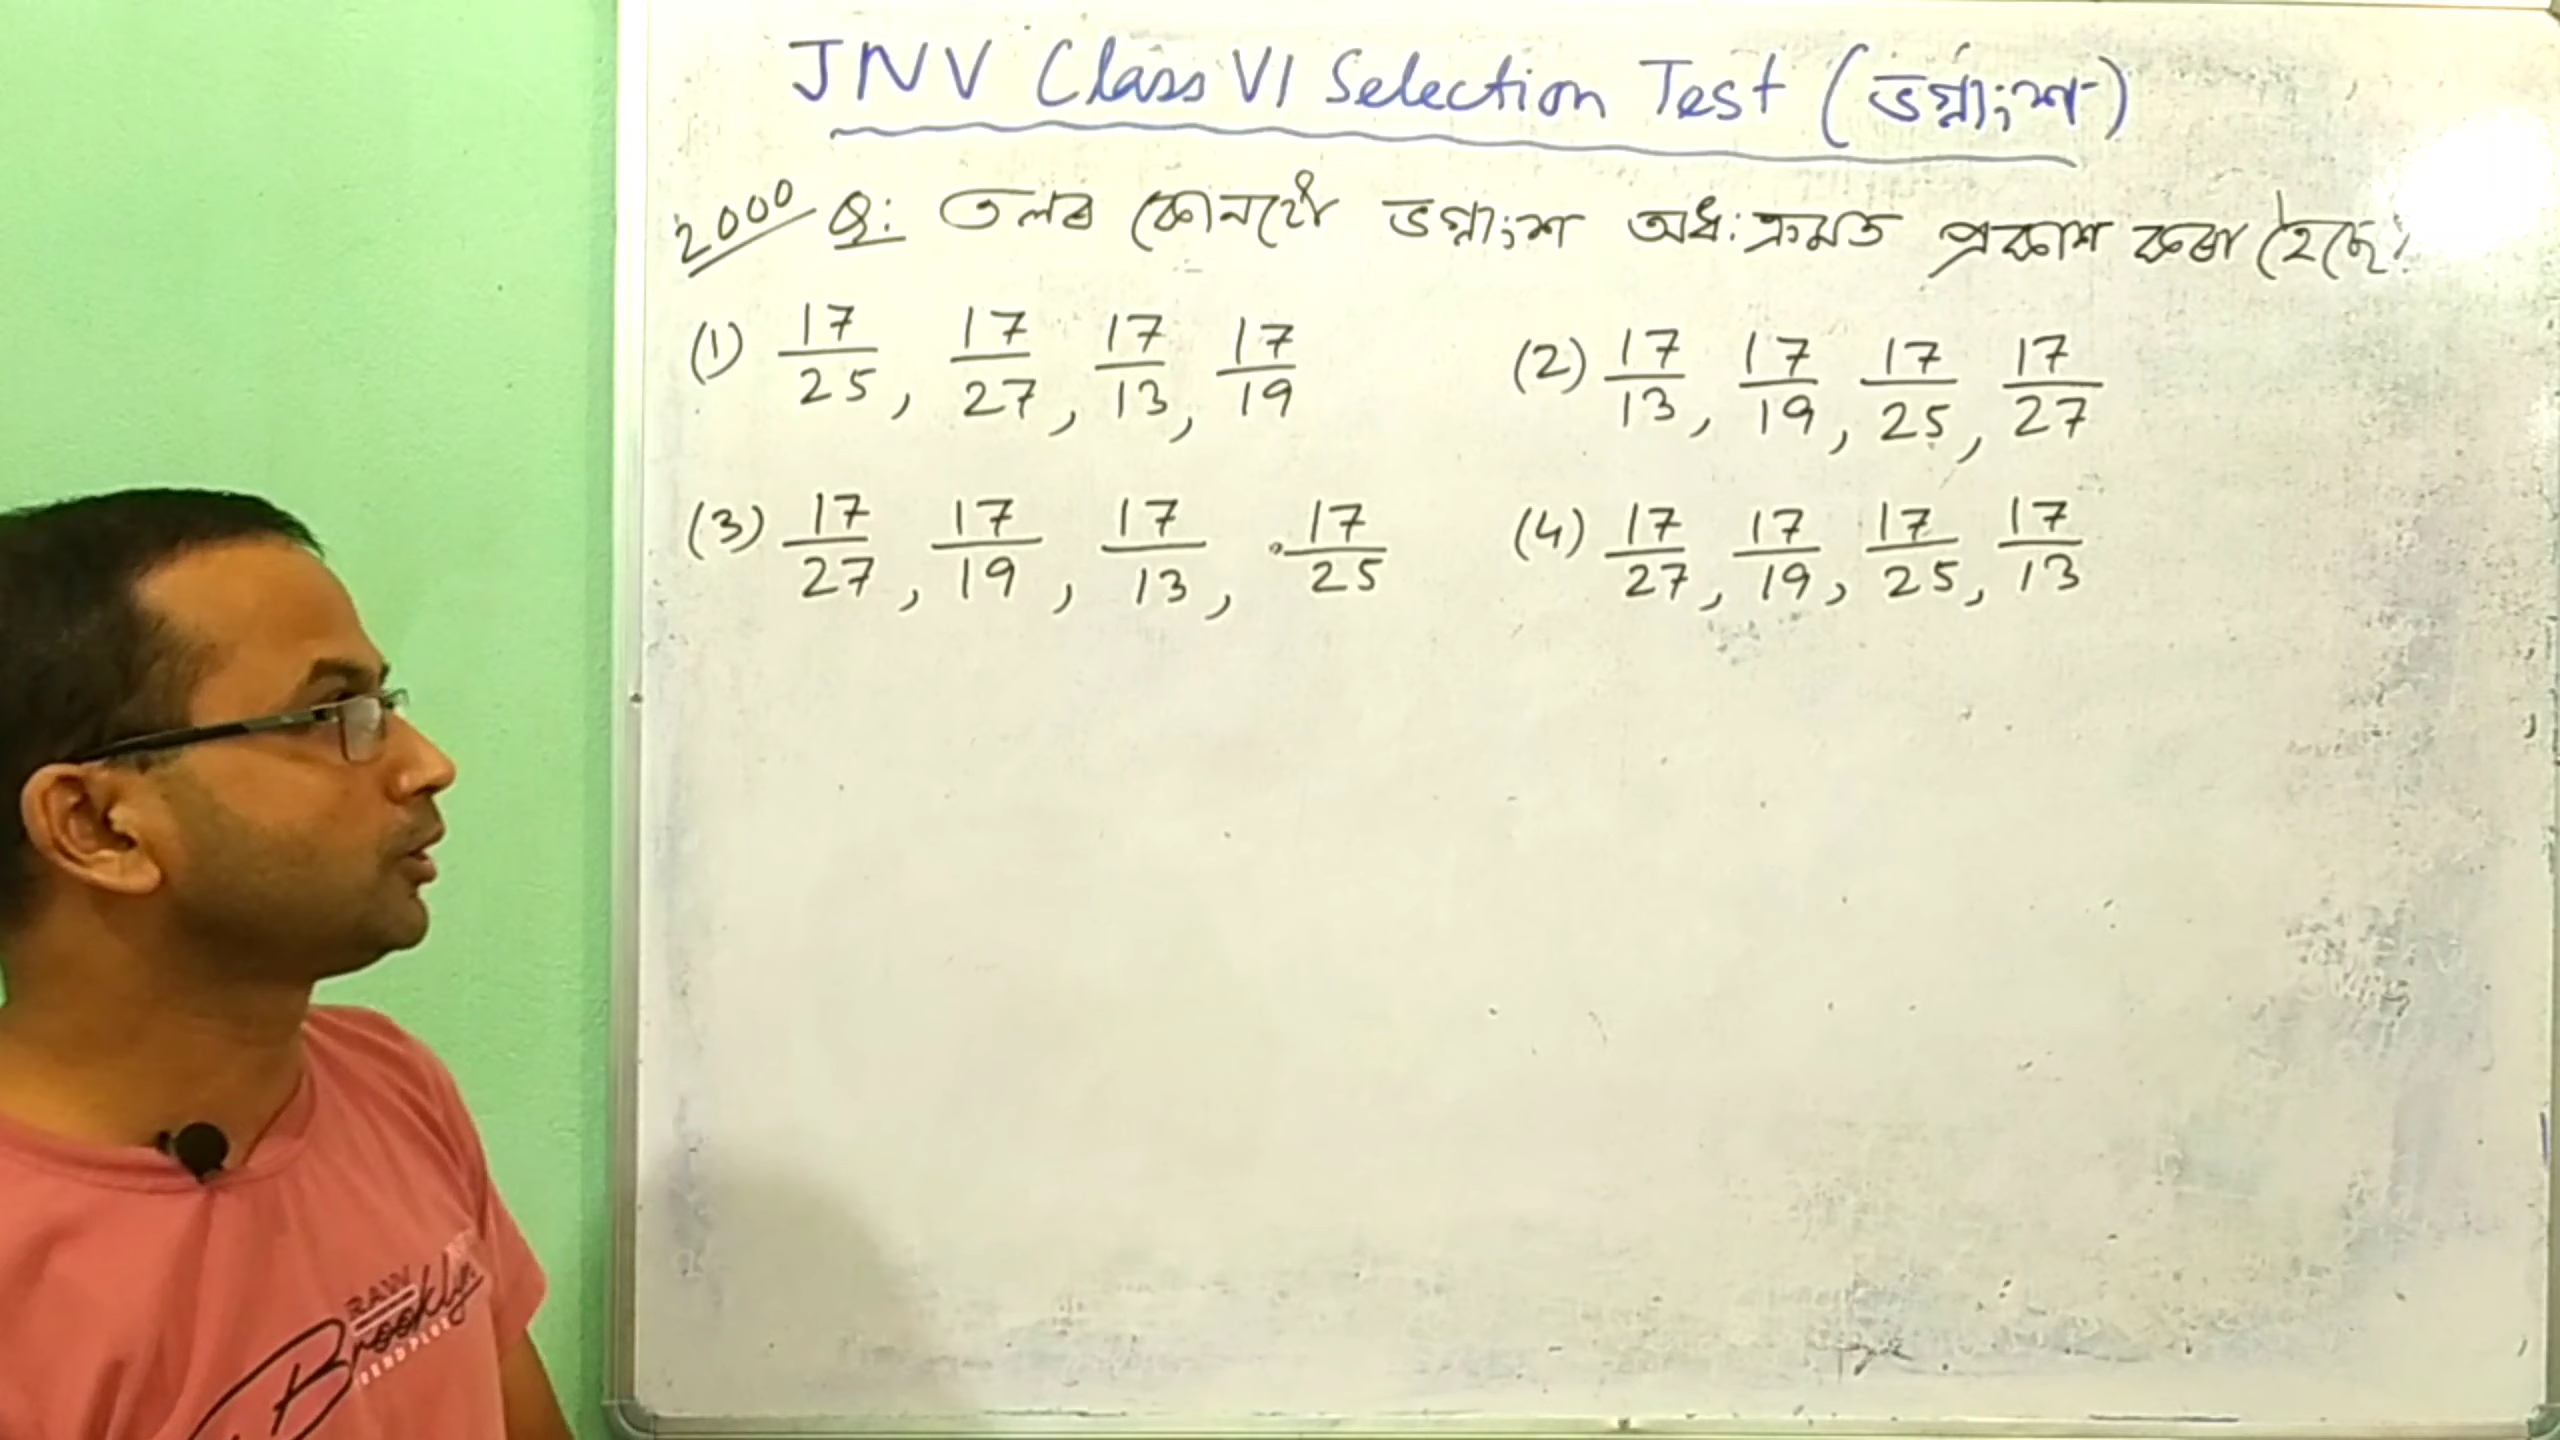 JNV Class VI Selection Test (ভগ্নাংশ)
2000 Q: তলৰ কোনটো ভগ্নাংশ অধঃক্ৰমত প্ৰকাশ কৰা হৈছে?
(1) 17/25, 17/27, 17/13, 17/19 (2) 17/13, 17/19, 17/25, 17/27
(3) 17/27, 17/19, 17/13, 17/25 (4) 17/27, 17/19, 17/25, 17/13
RAW
Brooklyn